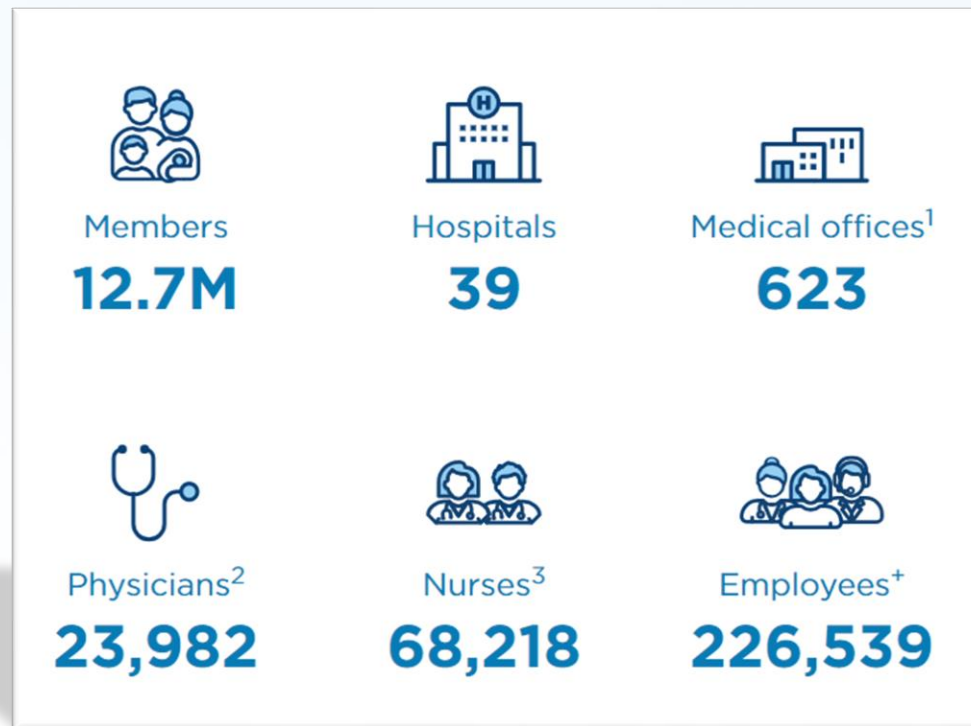 H
Members
12.7M
Hospitals
39
Medical offices¹
623
Physicians²
23,982
Nurses³
68,218
Employees⁺
226,539